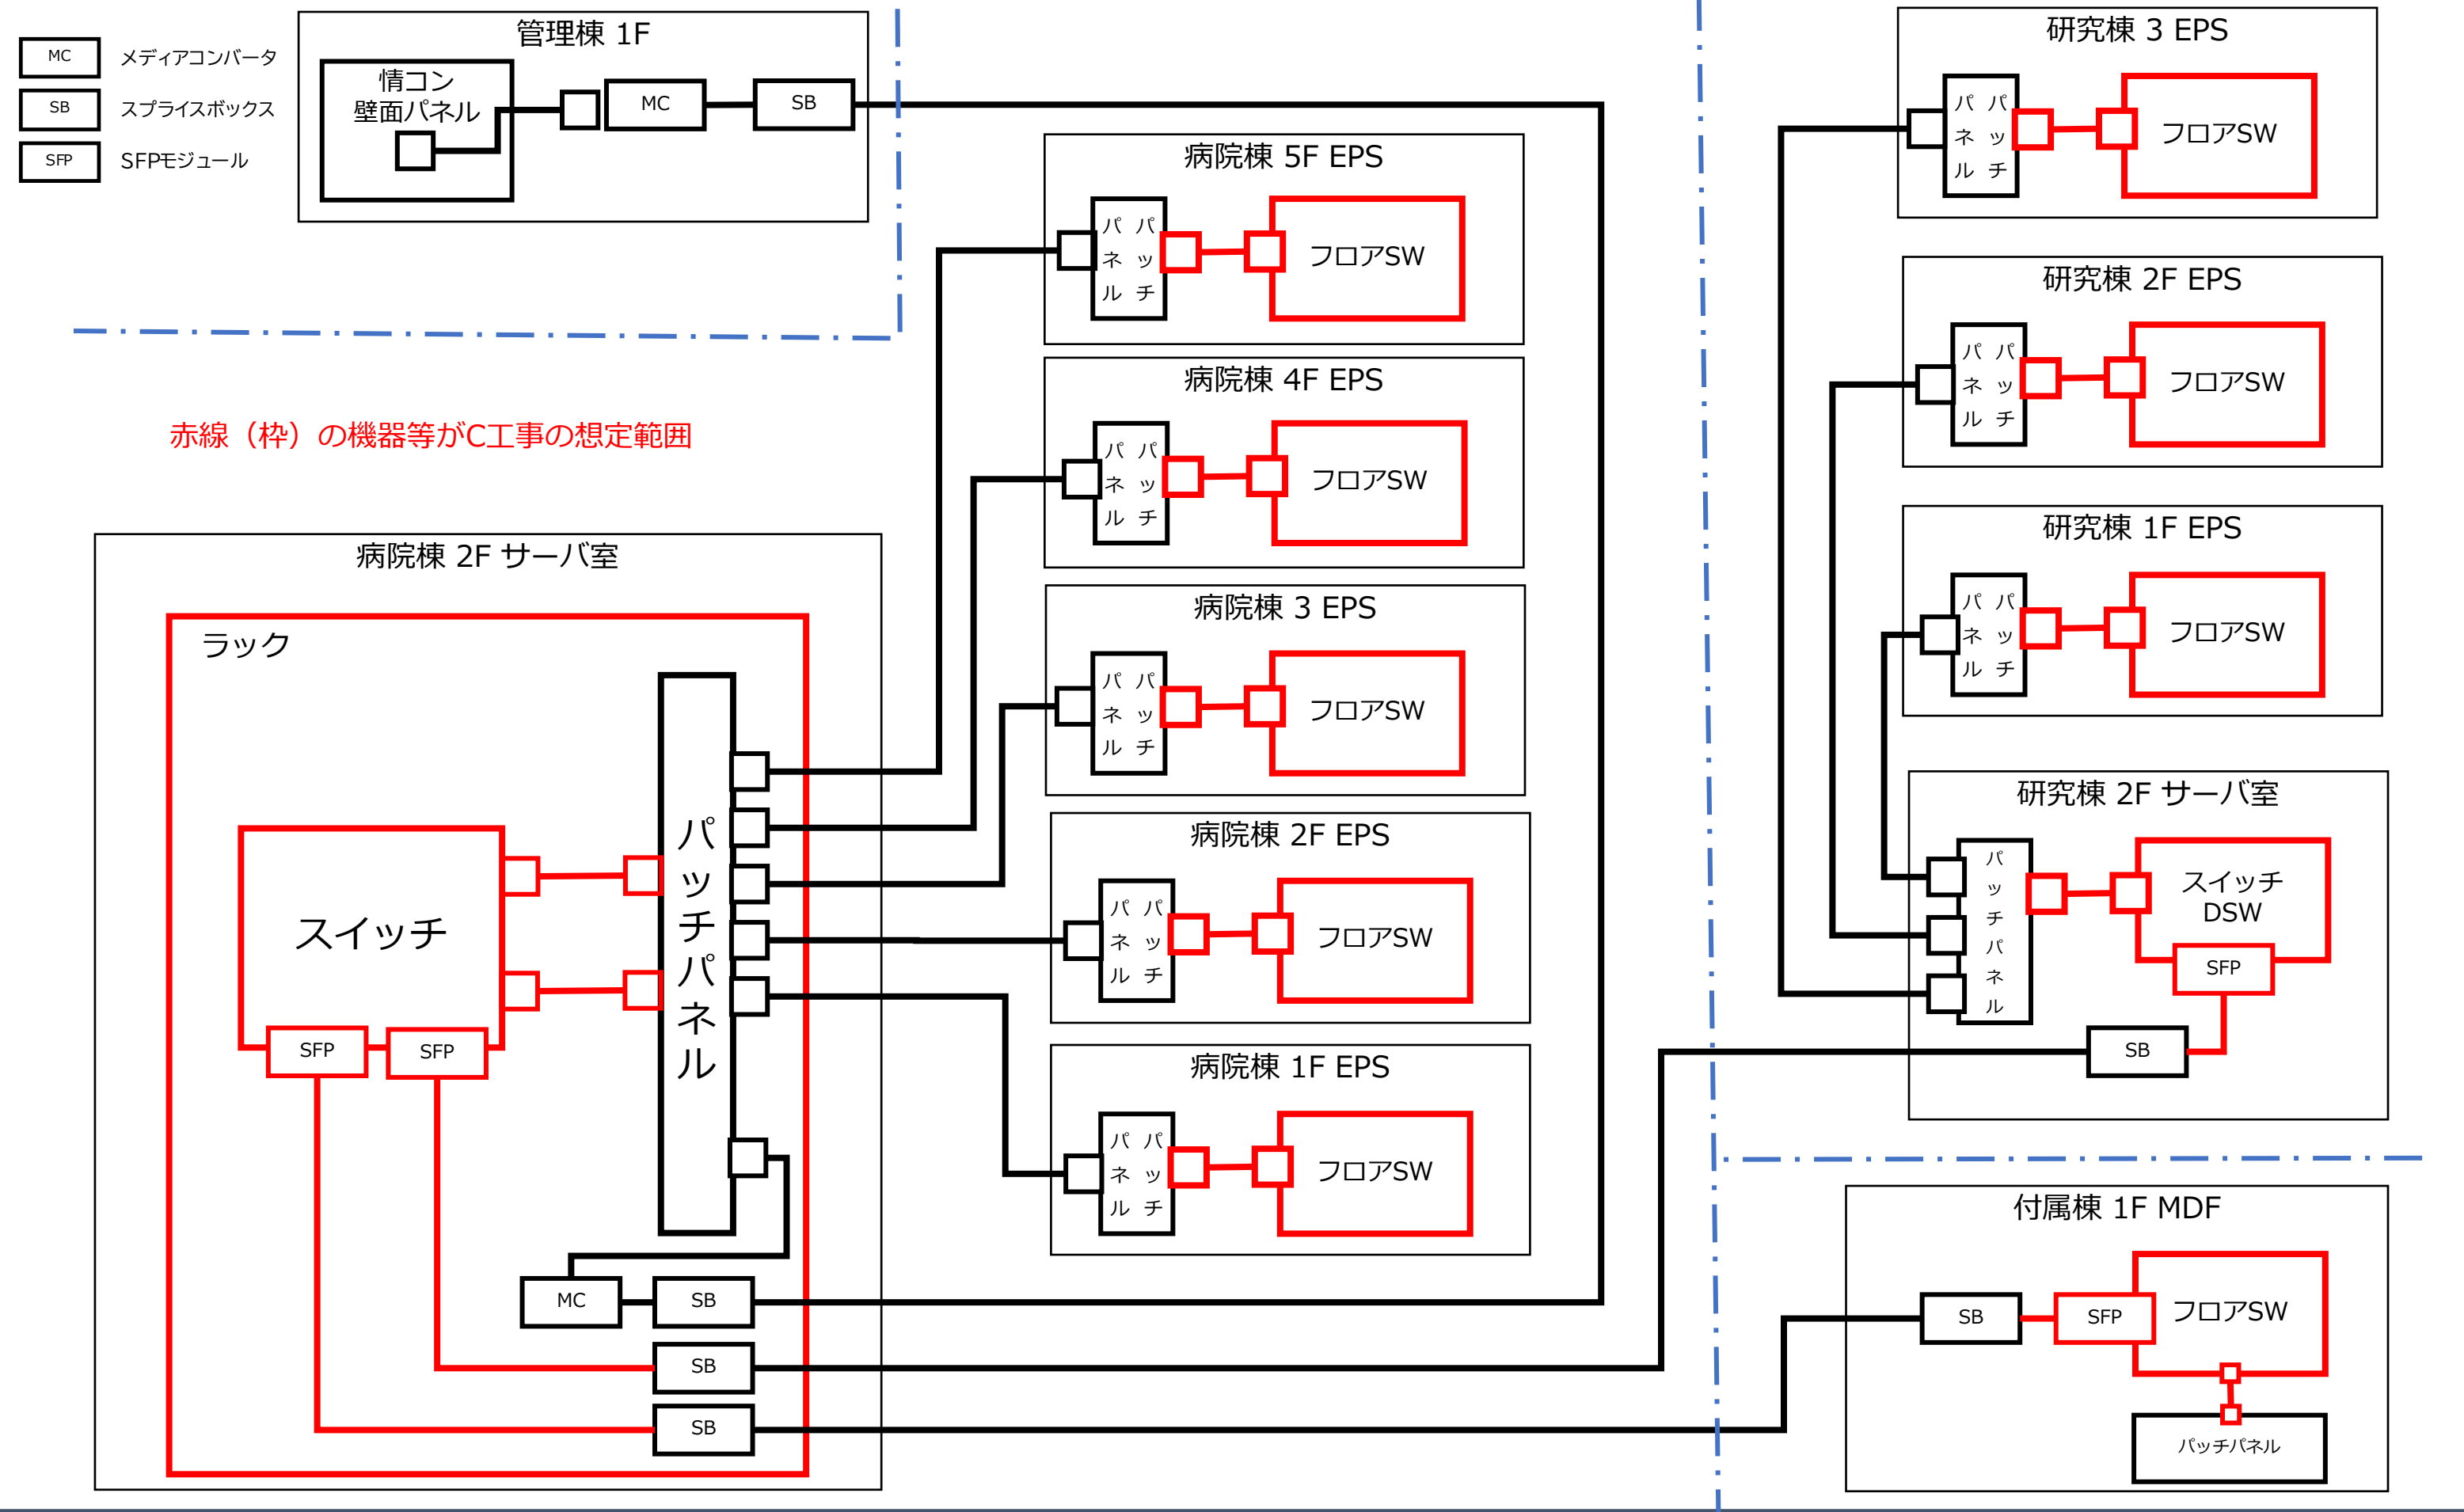 MC
メディアコンバータ
SB
スプライスボックス
SFP
SFPモジュール
管理棟 1F
情コン
壁面パネル
MC
SB
赤線（枠）の機器等がC工事の想定範囲
病院棟 2F サーバ室
ラック
スイッチ
SFP
SFP
パッチパネル
MC
SB
SB
SB
病院棟 5F EPS
パッチ
パネル
フロアSW
病院棟 4F EPS
パッチ
パネル
フロアSW
病院棟 3 EPS
パッチ
パネル
フロアSW
病院棟 2F EPS
パッチ
パネル
フロアSW
病院棟 1F EPS
パッチ
パネル
フロアSW
研究棟 3 EPS
パッチ
パネル
フロアSW
研究棟 2F EPS
パッチ
パネル
フロアSW
研究棟 1F EPS
パッチ
パネル
フロアSW
研究棟 2F サーバ室
パッチパネル
スイッチ
DSW
SFP
SB
付属棟 1F MDF
SB
SFP
フロアSW
パッチパネル